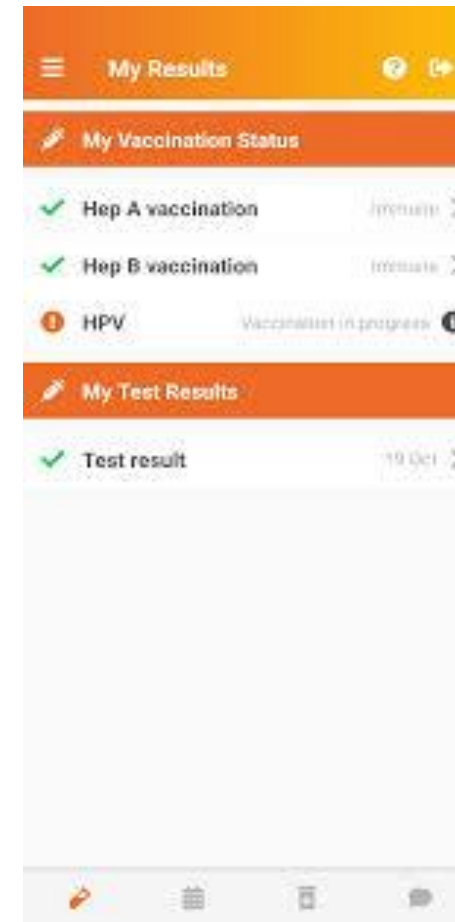 My Results
My Vaccination Status
Hep A vaccination Immune
Hep B vaccination Immune
HPV Vaccination in progress
My Test Results
Test result 19 Oct